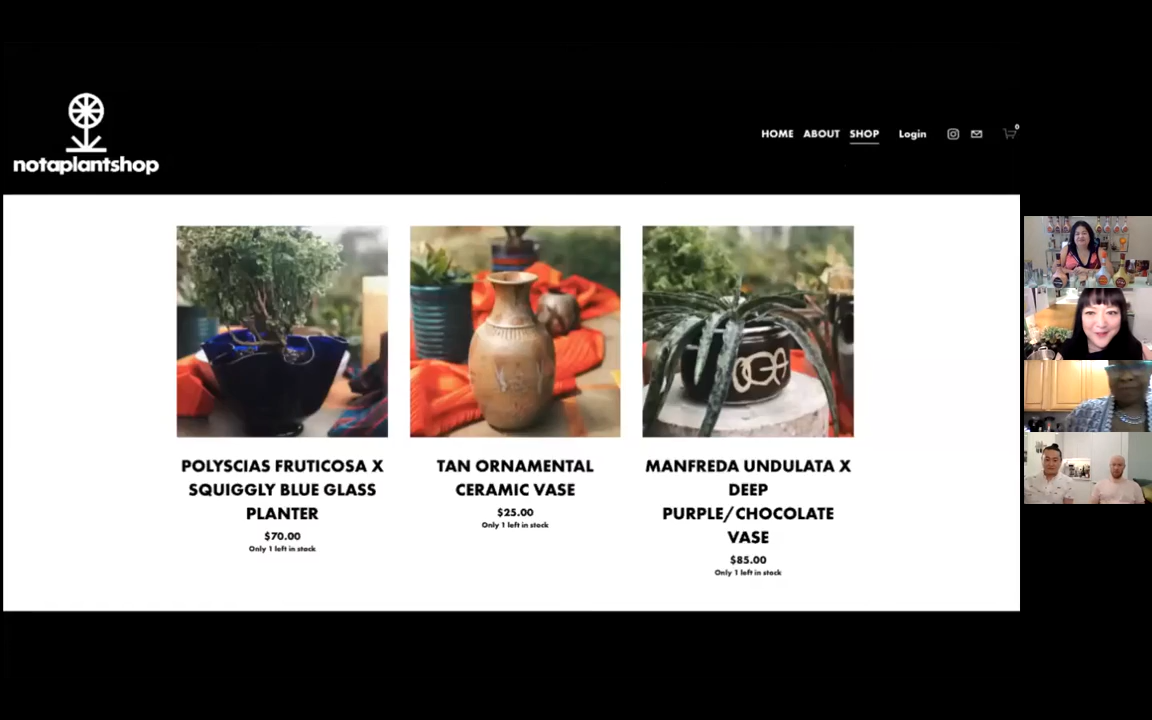 notaplantshop
HOME ABOUT SHOP Login 0
POLYSCIAS FRUTICOSA X
SQUIGGLY BLUE GLASS
PLANTER
$70.00
Only 1 left in stock
TAN ORNAMENTAL
CERAMIC VASE
$25.00
Only 1 left in stock
MANFREDA UNDULATA X
DEEP
PURPLE/CHOCOLATE
VASE
$85.00
Only 1 left in stock